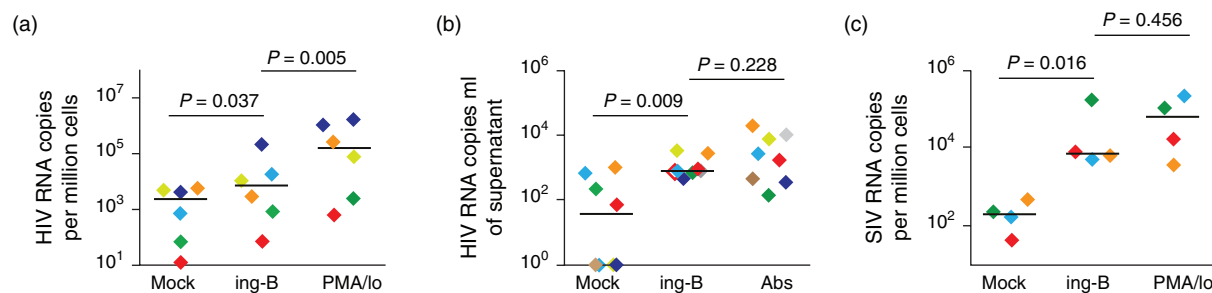 (a)
HIV RNA copies
per million cells
10^7
10^5
10^3
10^1
P = 0.037
P = 0.005
Mock ing-B PMA/Io
(b)
HIV RNA copies ml
of supernatant
10^6
10^4
10^2
10^0
P = 0.009
P = 0.228
Mock ing-B Abs
(c)
SIV RNA copies
per million cells
10^6
10^4
10^2
P = 0.016
P = 0.456
Mock ing-B PMA/Io